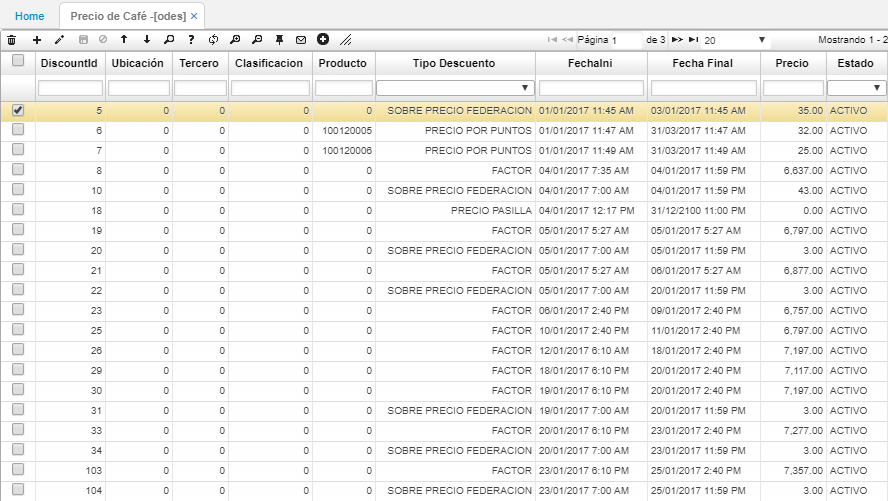 Home Precio de Café -[odes] ×
Página 1 de 3 20 Mostrando 1 - 2
DiscountId Ubicación Tercero Clasificacion Producto Tipo Descuento FechaIni Fecha Final Precio Estado
5 0 0 0 0 SOBRE PRECIO FEDERACION 01/01/2017 11:45 AM 03/01/2017 11:45 AM 35.00 ACTIVO
6 0 0 0 100120005 PRECIO POR PUNTOS 01/01/2017 11:47 AM 31/03/2017 11:47 AM 32.00 ACTIVO
7 0 0 0 100120006 PRECIO POR PUNTOS 01/01/2017 11:49 AM 31/03/2017 11:49 AM 25.00 ACTIVO
8 0 0 0 0 FACTOR 04/01/2017 7:35 AM 04/01/2017 11:59 PM 6,637.00 ACTIVO
10 0 0 0 0 SOBRE PRECIO FEDERACION 04/01/2017 7:00 AM 04/01/2017 11:59 PM 43.00 ACTIVO
18 0 0 0 0 PRECIO PASILLA 04/01/2017 12:17 PM 31/12/2100 11:00 PM 0.00 ACTIVO
19 0 0 0 0 FACTOR 05/01/2017 5:27 AM 05/01/2017 5:27 AM 6,797.00 ACTIVO
20 0 0 0 0 SOBRE PRECIO FEDERACION 05/01/2017 7:00 AM 05/01/2017 11:59 PM 3.00 ACTIVO
21 0 0 0 0 FACTOR 05/01/2017 5:27 AM 06/01/2017 5:27 AM 6,877.00 ACTIVO
22 0 0 0 0 SOBRE PRECIO FEDERACION 05/01/2017 7:00 AM 20/01/2017 11:59 PM 3.00 ACTIVO
23 0 0 0 0 FACTOR 06/01/2017 2:40 PM 09/01/2017 2:40 PM 6,757.00 ACTIVO
25 0 0 0 0 FACTOR 10/01/2017 2:40 PM 11/01/2017 2:40 PM 6,797.00 ACTIVO
26 0 0 0 0 FACTOR 12/01/2017 6:10 AM 18/01/2017 2:40 PM 7,197.00 ACTIVO
29 0 0 0 0 FACTOR 18/01/2017 6:10 PM 20/01/2017 2:40 PM 7,117.00 ACTIVO
30 0 0 0 0 FACTOR 19/01/2017 6:10 PM 20/01/2017 2:40 PM 7,197.00 ACTIVO
31 0 0 0 0 SOBRE PRECIO FEDERACION 19/01/2017 7:00 AM 20/01/2017 11:59 PM 3.00 ACTIVO
33 0 0 0 0 FACTOR 20/01/2017 6:10 PM 23/01/2017 2:40 PM 7,277.00 ACTIVO
34 0 0 0 0 SOBRE PRECIO FEDERACION 20/01/2017 7:00 AM 23/01/2017 11:59 PM 3.00 ACTIVO
103 0 0 0 0 FACTOR 23/01/2017 6:10 PM 25/01/2017 2:40 PM 7,357.00 ACTIVO
104 0 0 0 0 SOBRE PRECIO FEDERACION 23/01/2017 7:00 AM 25/01/2017 11:59 PM 3.00 ACTIVO